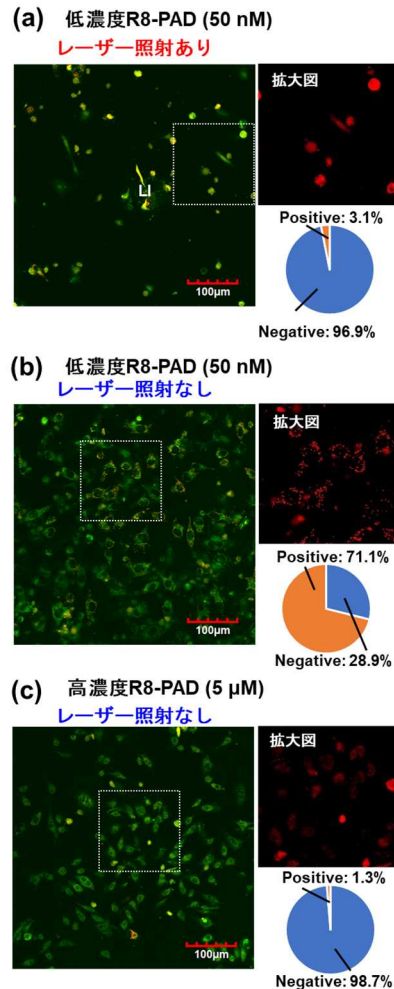 (a) 低濃度R8-PAD (50 nM)
レーザー照射あり
拡大図
LI
100μm
Positive: 3.1%
Negative: 96.9%
(b) 低濃度R8-PAD (50 nM)
レーザー照射なし
拡大図
100μm
Positive: 71.1%
Negative: 28.9%
(c) 高濃度R8-PAD (5 μM)
レーザー照射なし
拡大図
100μm
Positive: 1.3%
Negative: 98.7%